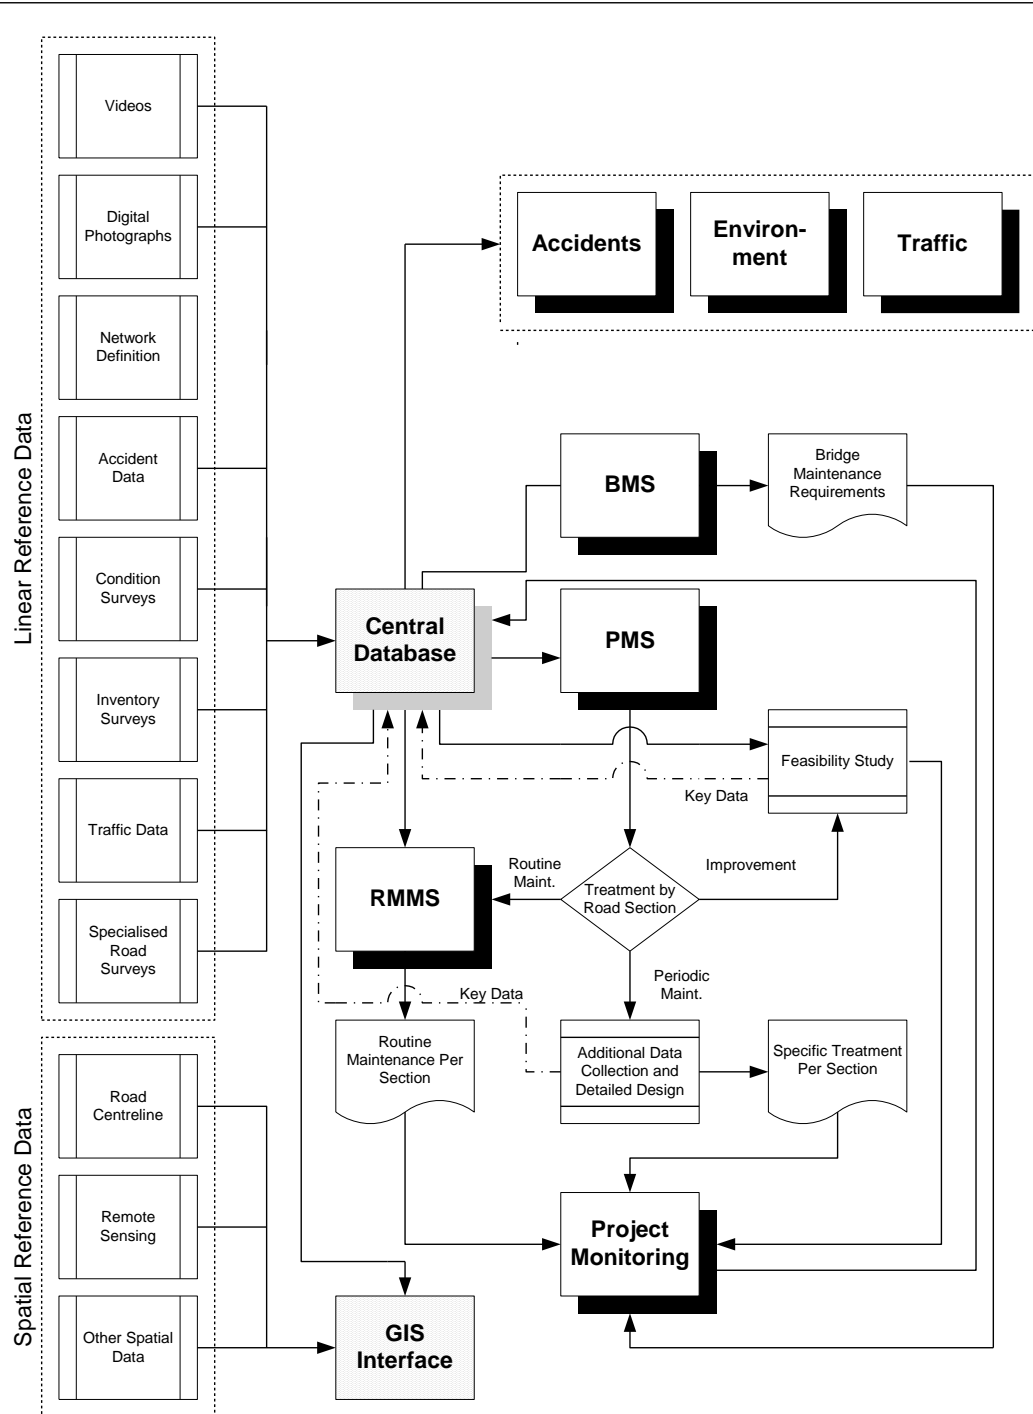 Linear Reference Data
Videos
Digital
Photographs
Network
Definition
Accident
Data
Condition
Surveys
Inventory
Surveys
Traffic Data
Specialised
Road
Surveys
Spatial Reference Data
Road
Centreline
Remote
Sensing
Other Spatial
Data
Accidents
Environ-
ment
Traffic
BMS
Bridge
Maintenance
Requirements
Central
Database
PMS
Feasibility Study
Key Data
RMMS
Routine
Maint.
Treatment by
Road Section
Improvement
Periodic
Maint.
Key Data
Routine
Maintenance Per
Section
Additional Data
Collection and
Detailed Design
Specific Treatment
Per Section
Project
Monitoring
GIS
Interface